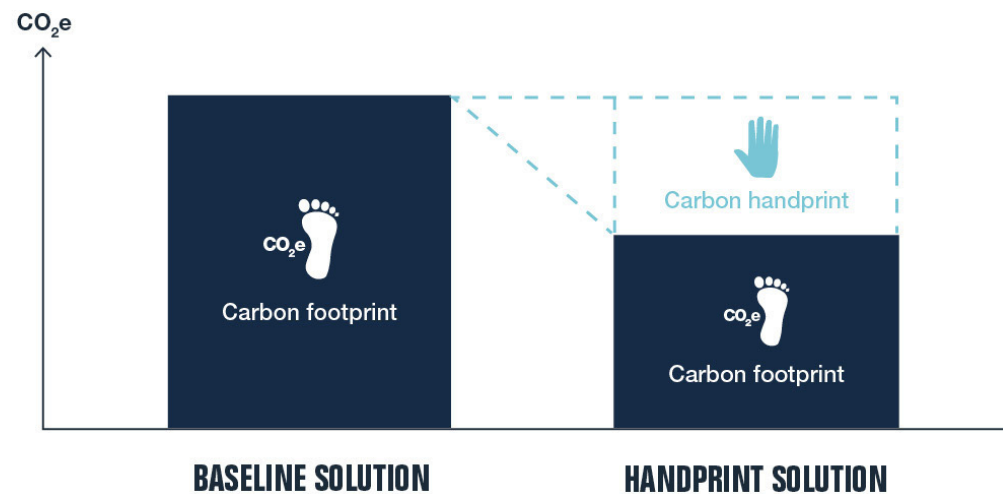 CO₂e
Carbon handprint
CO₂e
Carbon footprint
CO₂e
Carbon footprint
BASELINE SOLUTION
HANDPRINT SOLUTION